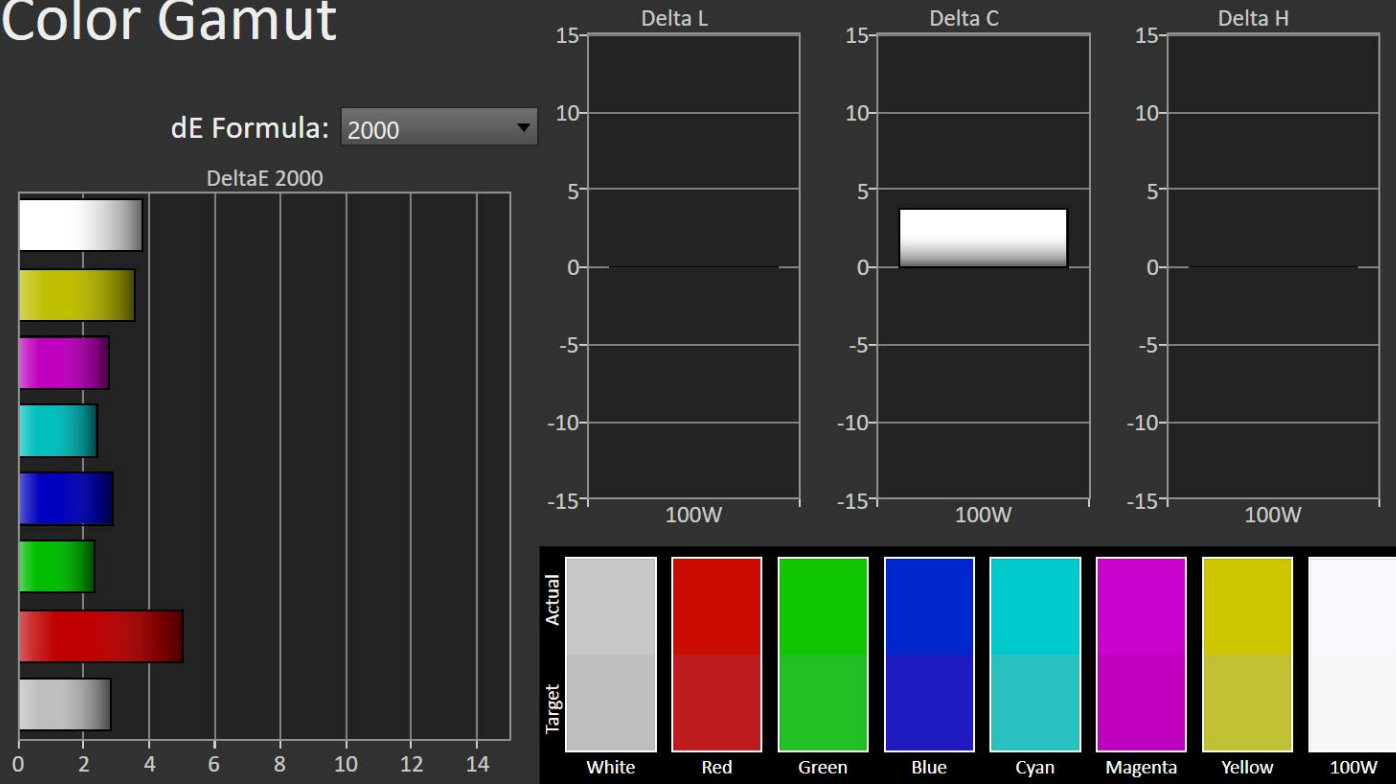 Color Gamut
dE Formula: 2000
DeltaE 2000
0 2 4 6 8 10 12 14
Delta L
15
10
5
0
-5
-10
-15
100W
Delta C
15
10
5
0
-5
-10
-15
100W
Delta H
15
10
5
0
-5
-10
-15
100W
Actual
Target
White Red Green Blue Cyan Magenta Yellow 100W